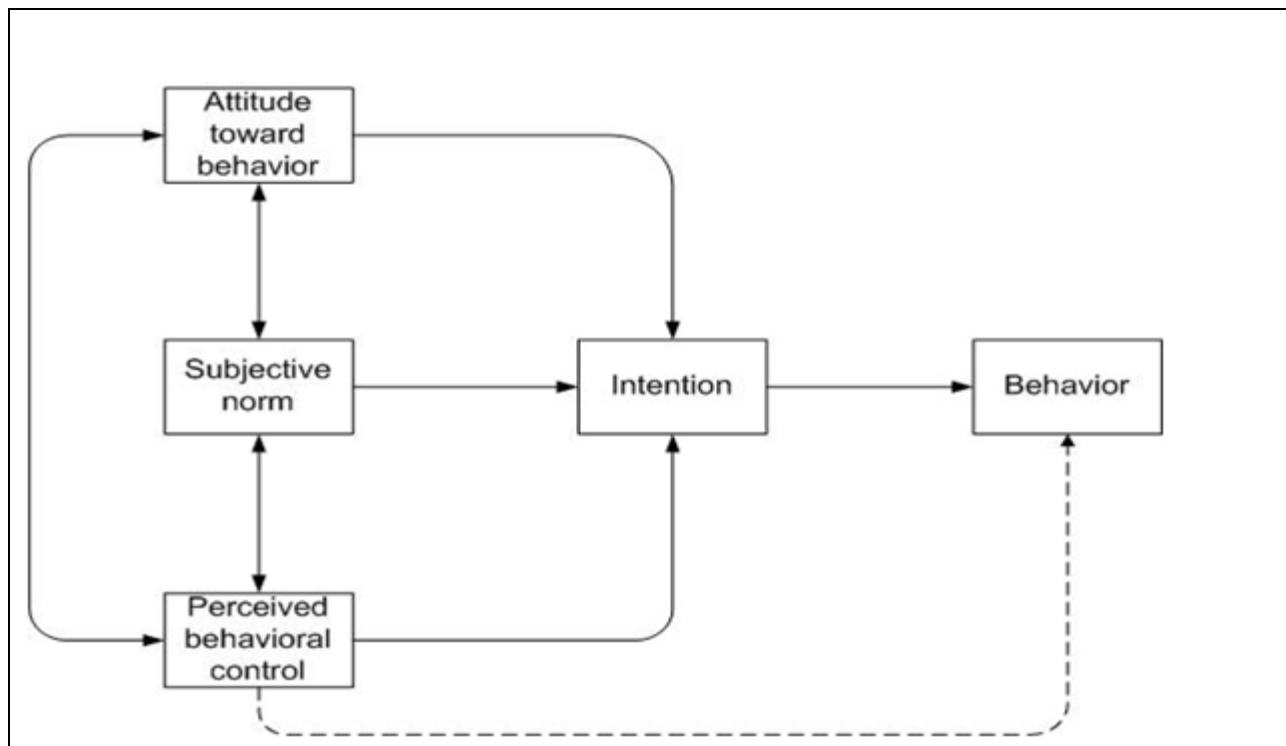 Attitude
toward
behavior
Subjective
norm
Intention
Behavior
Perceived
behavioral
control